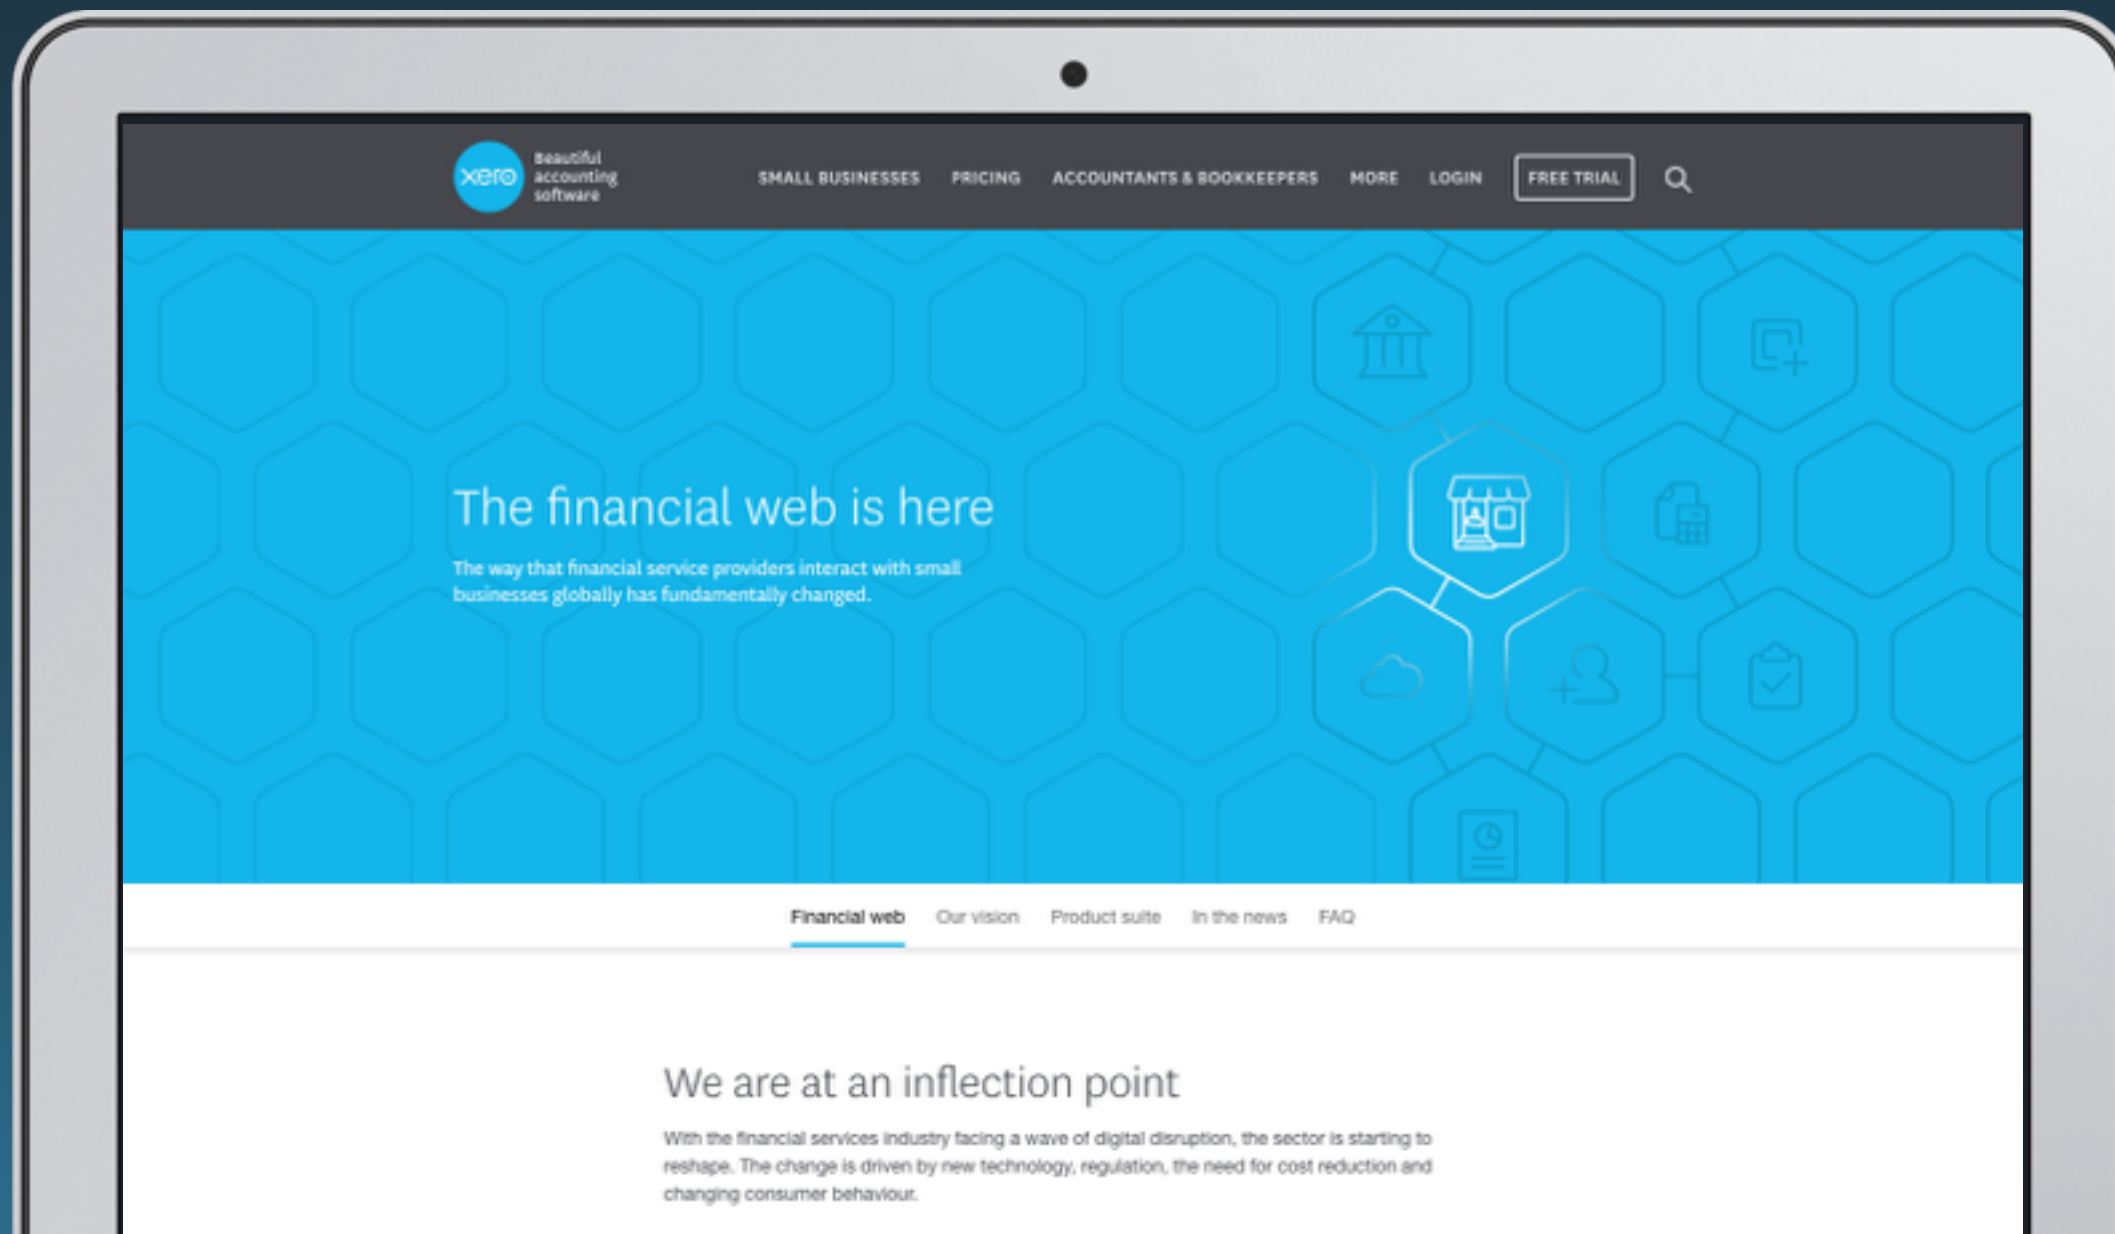 xero
Beautiful
accounting
software
SMALL BUSINESSES PRICING ACCOUNTANTS & BOOKKEEPERS MORE LOGIN FREE TRIAL
The financial web is here
The way that financial service providers interact with small
businesses globally has fundamentally changed.
Financial web Our vision Product suite In the news FAQ
We are at an inflection point
With the financial services industry facing a wave of digital disruption, the sector is starting to
reshape. The change is driven by new technology, regulation, the need for cost reduction and
changing consumer behaviour.